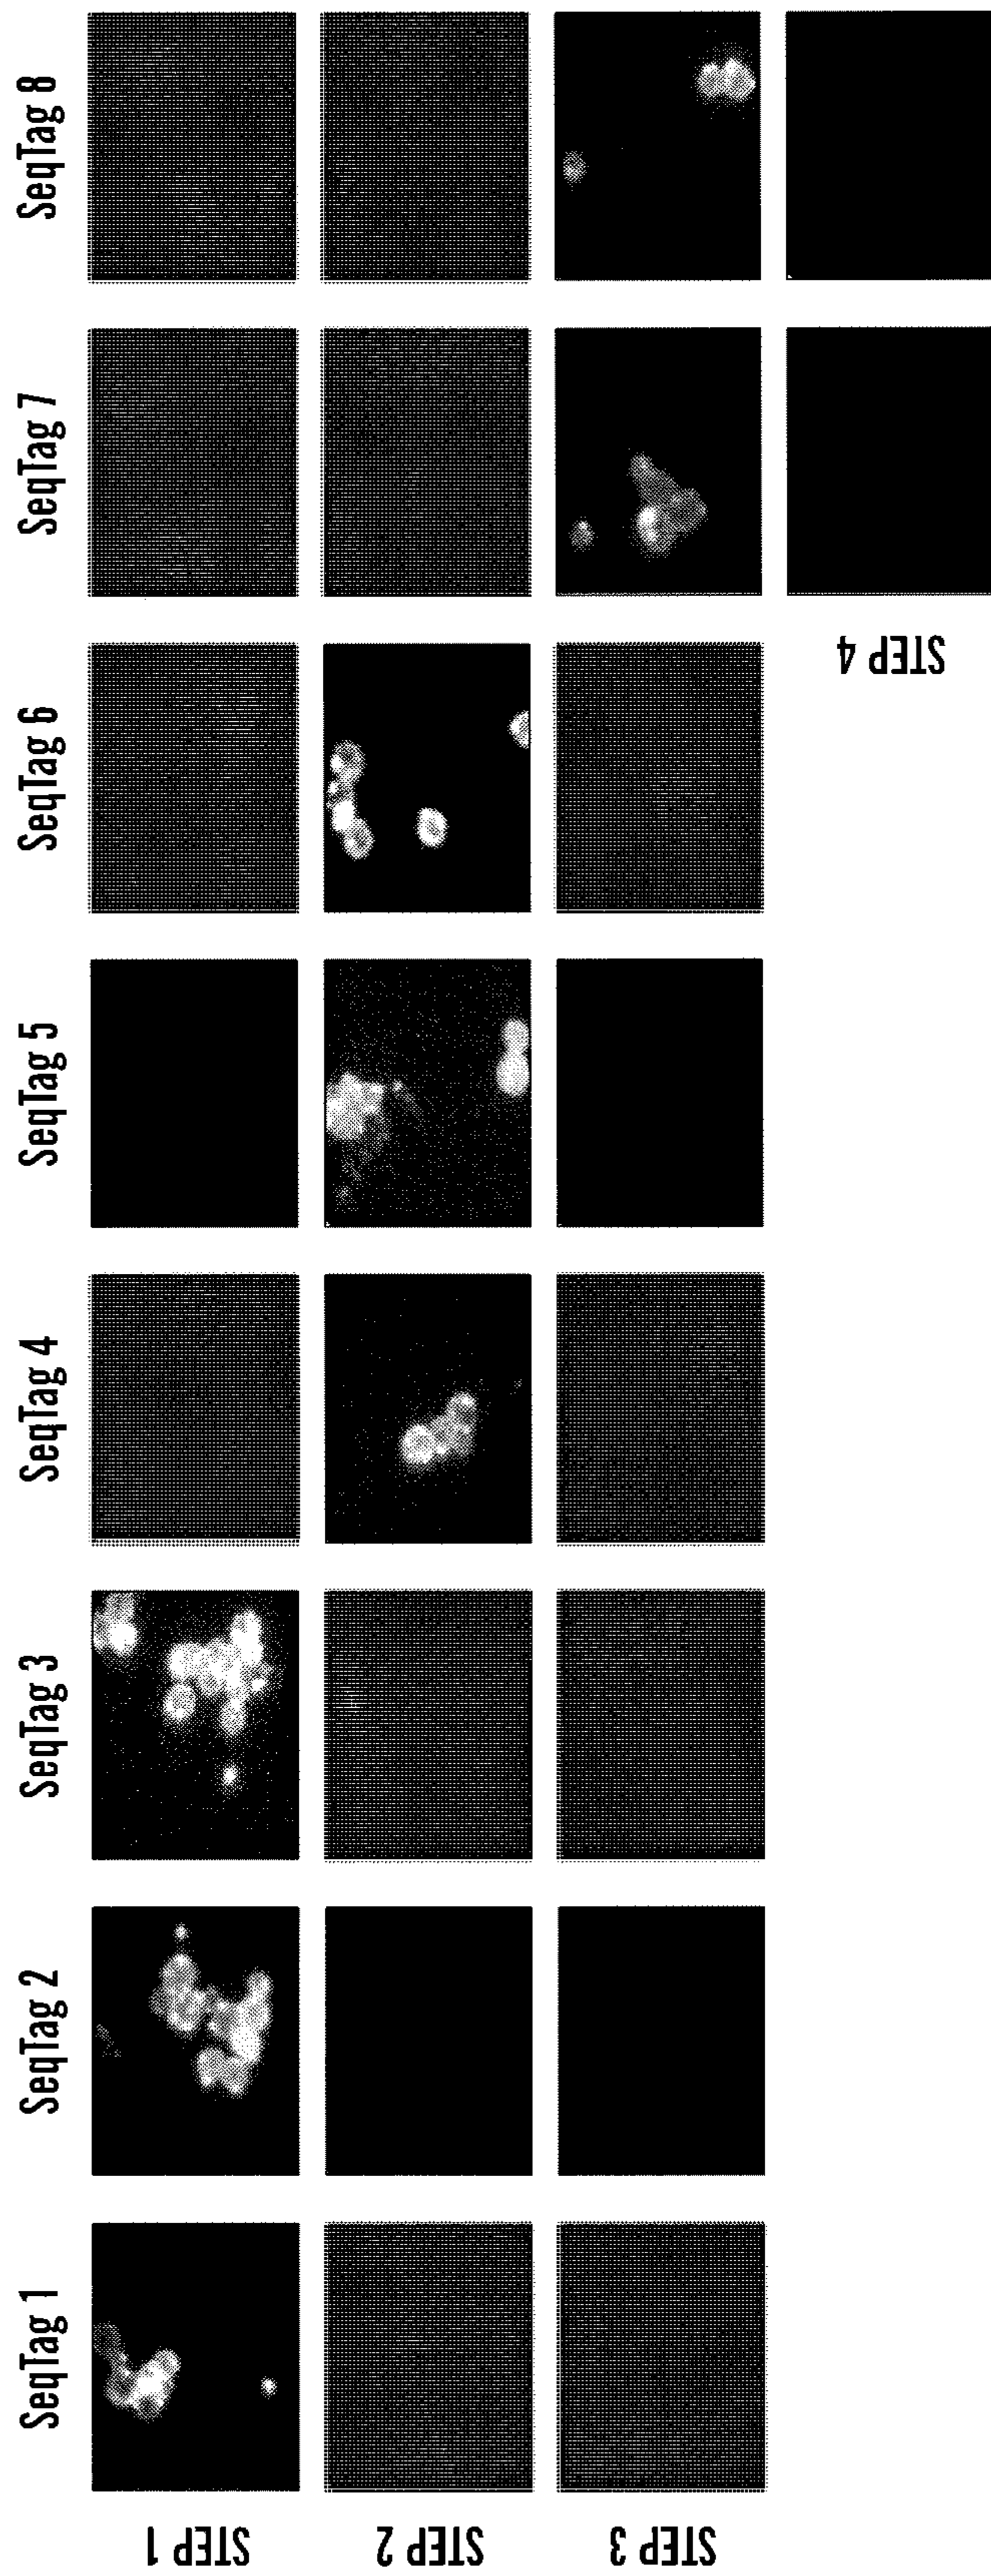 SeqTag 1
SeqTag 2
SeqTag 3
SeqTag 4
SeqTag 5
SeqTag 6
SeqTag 7
SeqTag 8
STEP 1
STEP 2
STEP 3
STEP 4